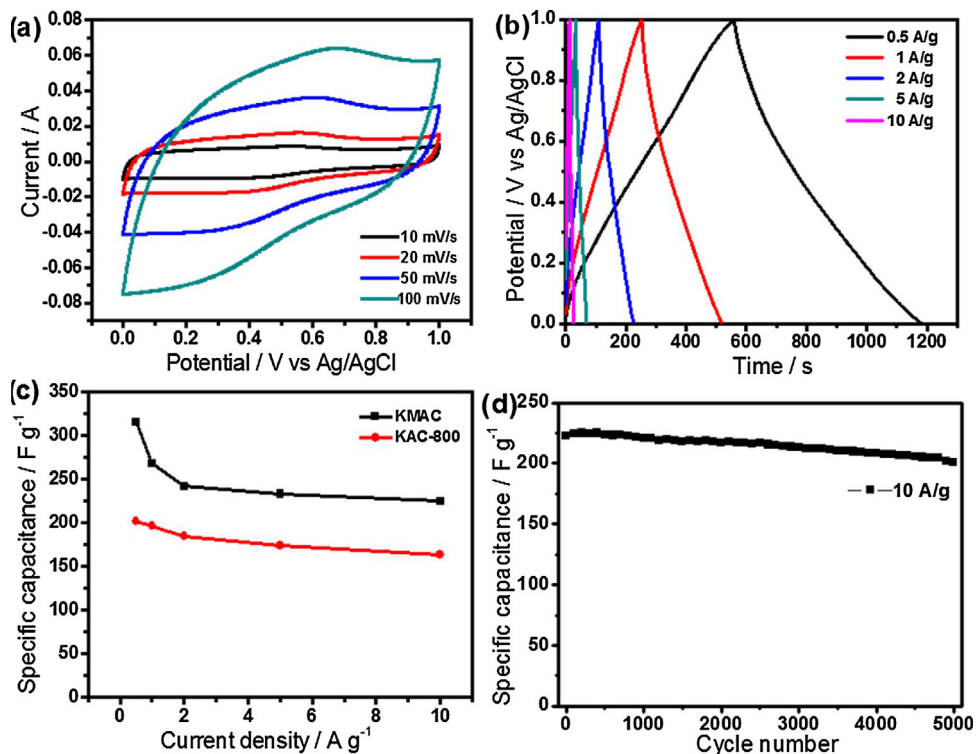 (a)
0.08
0.06
0.04
0.02
0.00
-0.02
-0.04
-0.06
-0.08
Current / A
10 mV/s
20 mV/s
50 mV/s
100 mV/s
0.0 0.2 0.4 0.6 0.8 1.0
Potential / V vs Ag/AgCl
(b)
1.0
0.8
0.6
0.4
0.2
0.0
Potential / V vs Ag/AgCl
0.5 A/g
1 A/g
2 A/g
5 A/g
10 A/g
0 200 400 600 800 1000 1200
Time / s
(c)
350
300
250
200
150
100
50
0
Specific capacitance / F g-1
KMAC
KAC-800
0 2 4 6 8 10
Current density / A g-1
(d)
250
200
150
100
50
0
Specific capacitance / F g-1
10 A/g
0 1000 2000 3000 4000 5000
Cycle number